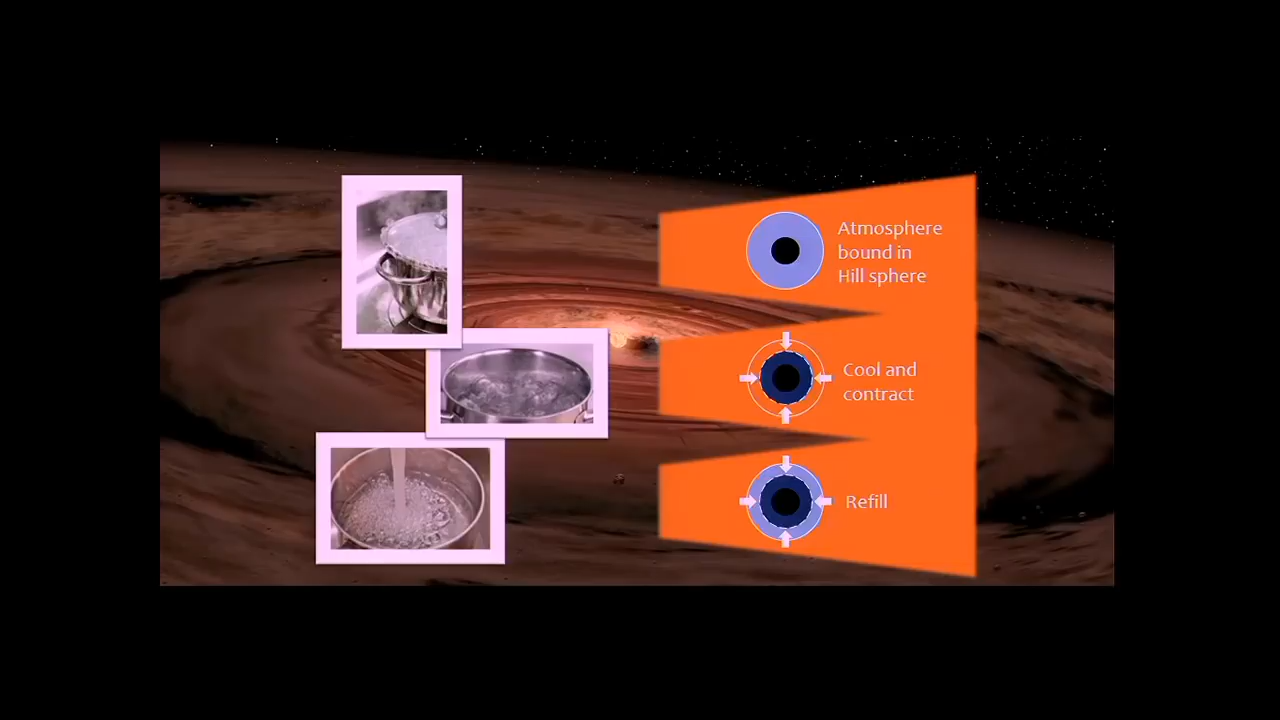 Atmosphere
bound in
Hill sphere
Cool and
contract
Refill